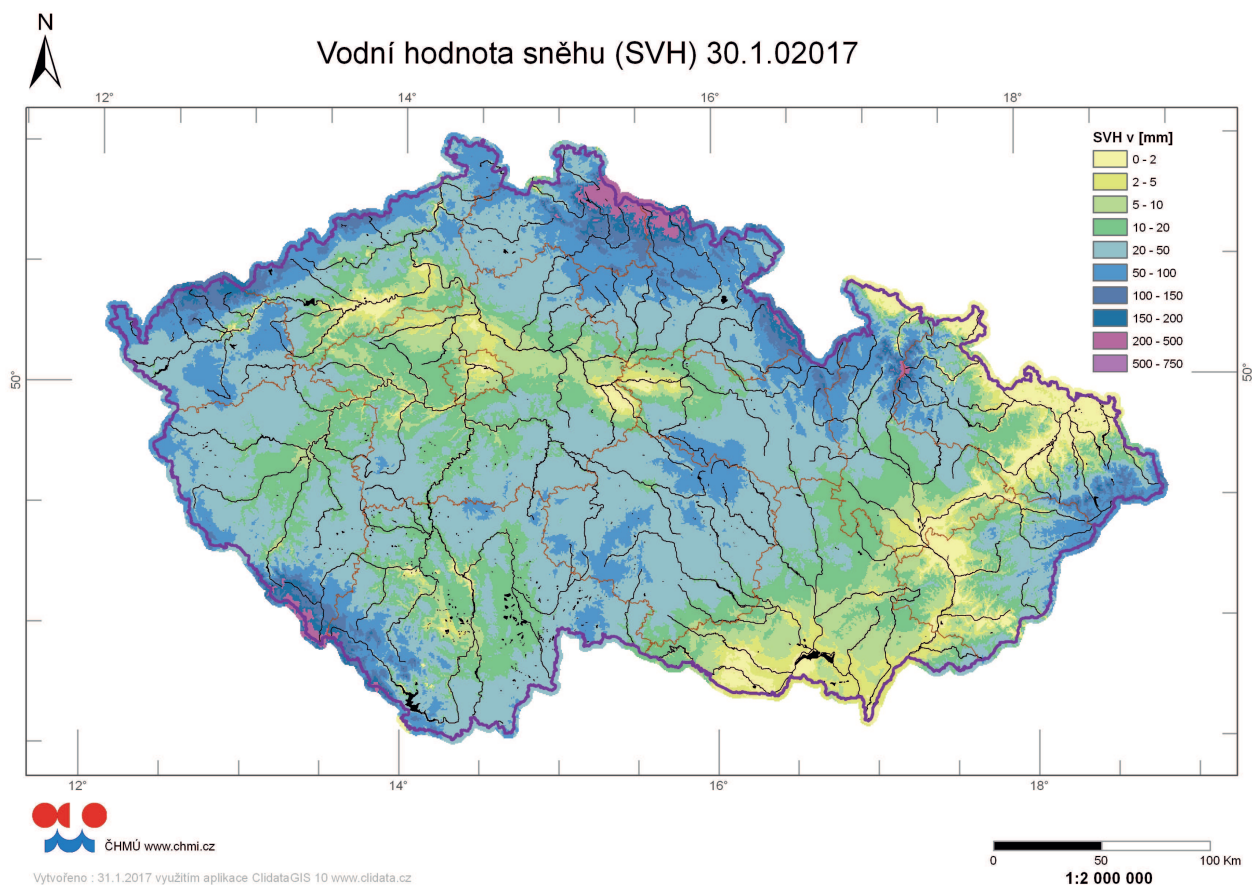 N
Vodní hodnota sněhu (SVH) 30.1.02017
12° 14° 16° 18°
SVH v [mm]
0 - 2
2 - 5
5 - 10
10 - 20
20 - 50
50 - 100
100 - 150
150 - 200
200 - 500
500 - 750
50° 50°
12° 14° 16° 18°
ČHMÚ www.chmi.cz
0 50 100 Km
1:2 000 000
Vytvořeno : 31.1.2017 využitím aplikace ClidataGIS 10 www.clidata.cz